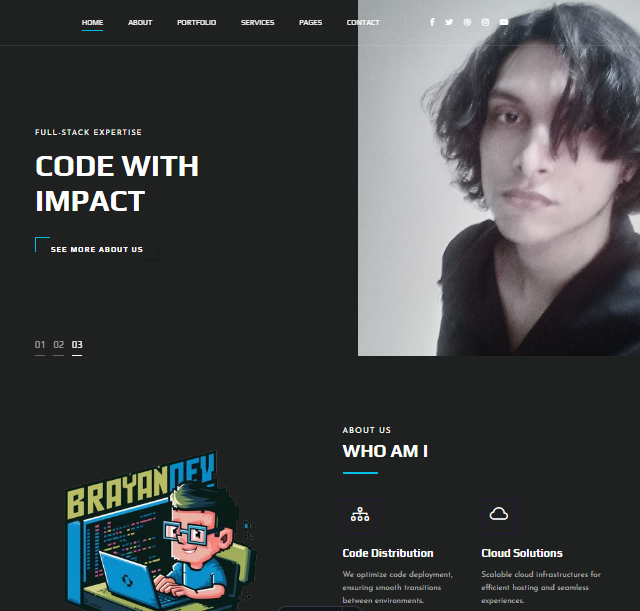 HOME ABOUT PORTFOLIO SERVICES PAGES CONTACT
FULL-STACK EXPERTISE
CODE WITH
IMPACT
SEE MORE ABOUT US
01 02 03
ABOUT US
WHO AM I
BRAYANDEV
Code Distribution
We optimize code deployment,
ensuring smooth transitions
between environments.
Cloud Solutions
Scalable cloud infrastructures for
efficient hosting and seamless
experiences.